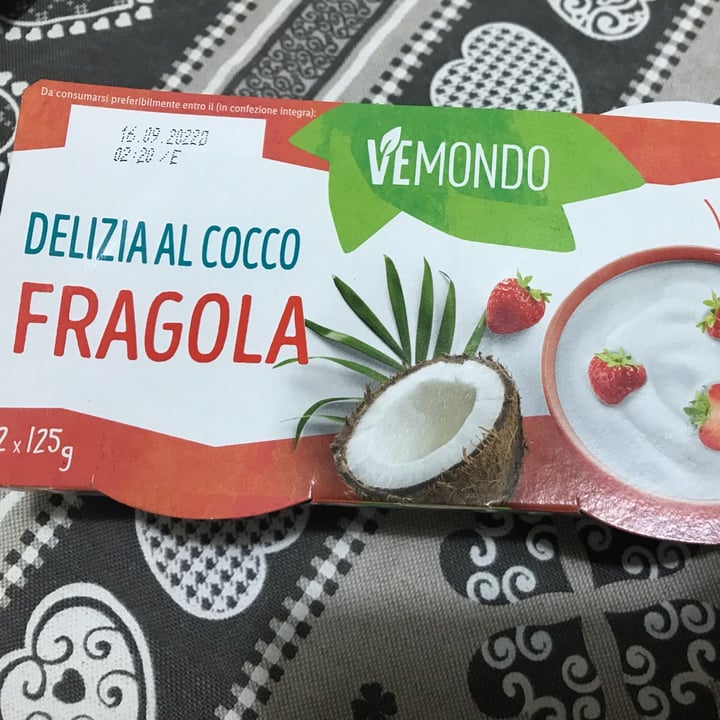 Da consumarsi preferibilmente entro il (in confezione integra):
16.09.2022D
02:20 /E
VEMONDO
DELIZIA AL COCCO
FRAGOLA
2 x 125g